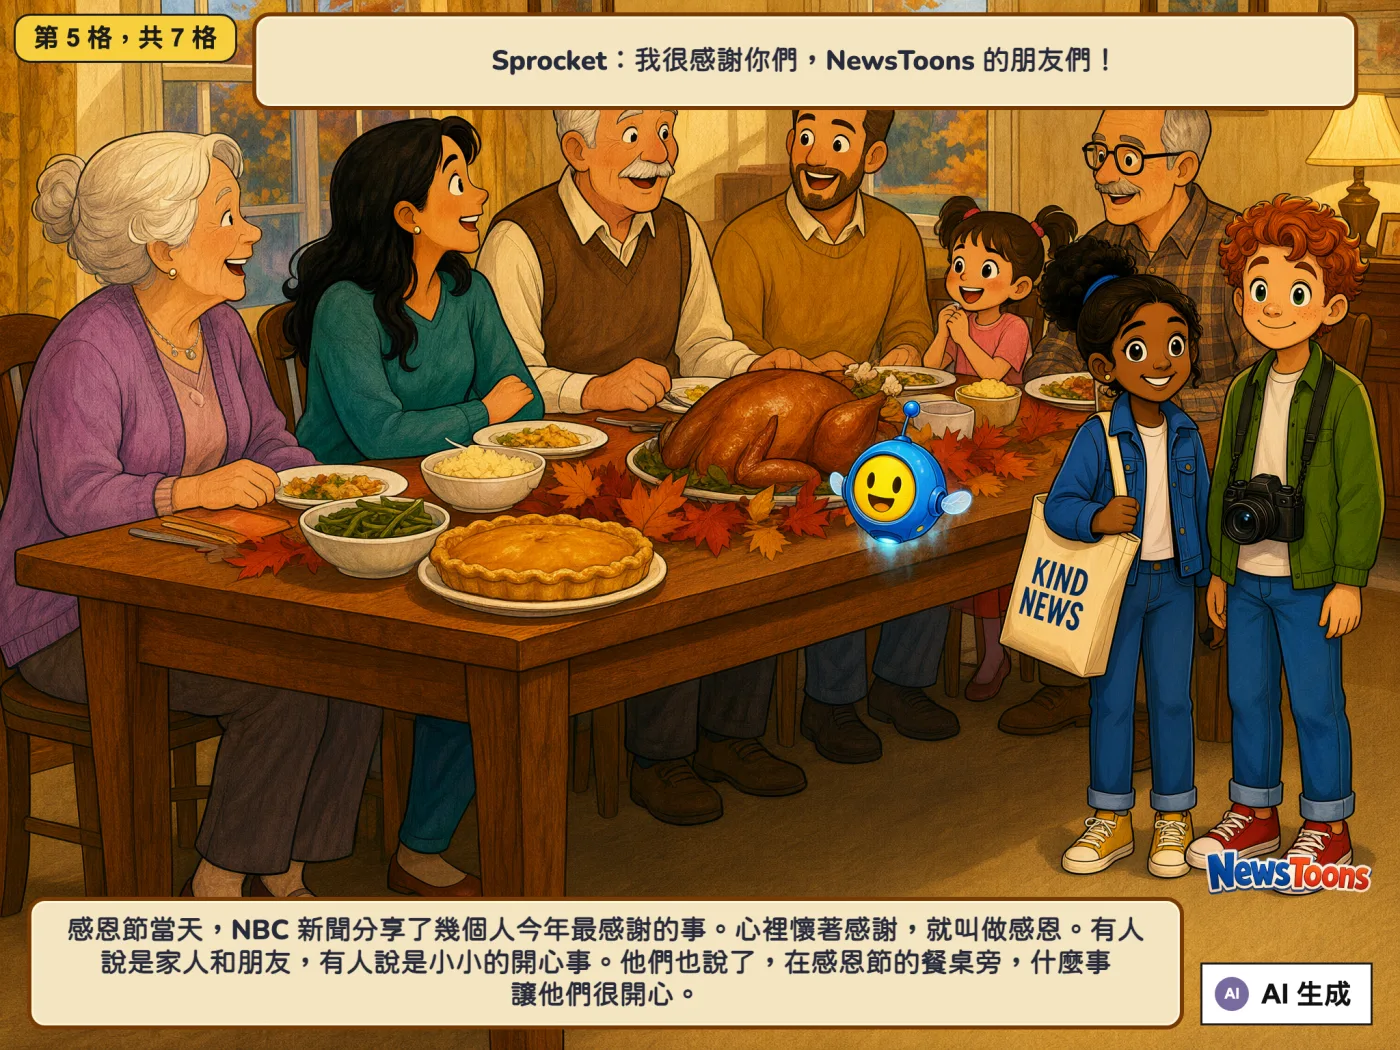 第 5 格，共 7 格
Sprocket：我很感謝你們，NewsToons 的朋友們！
KIND
NEWS
NewsToons
感恩節當天，NBC 新聞分享了幾個人今年最感謝的事。心裡懷著感謝，就叫做感恩。有人
說是家人和朋友，有人說是小小的開心事。他們也說了，在感恩節的餐桌旁，什麼事
讓他們很開心。
AI AI 生成